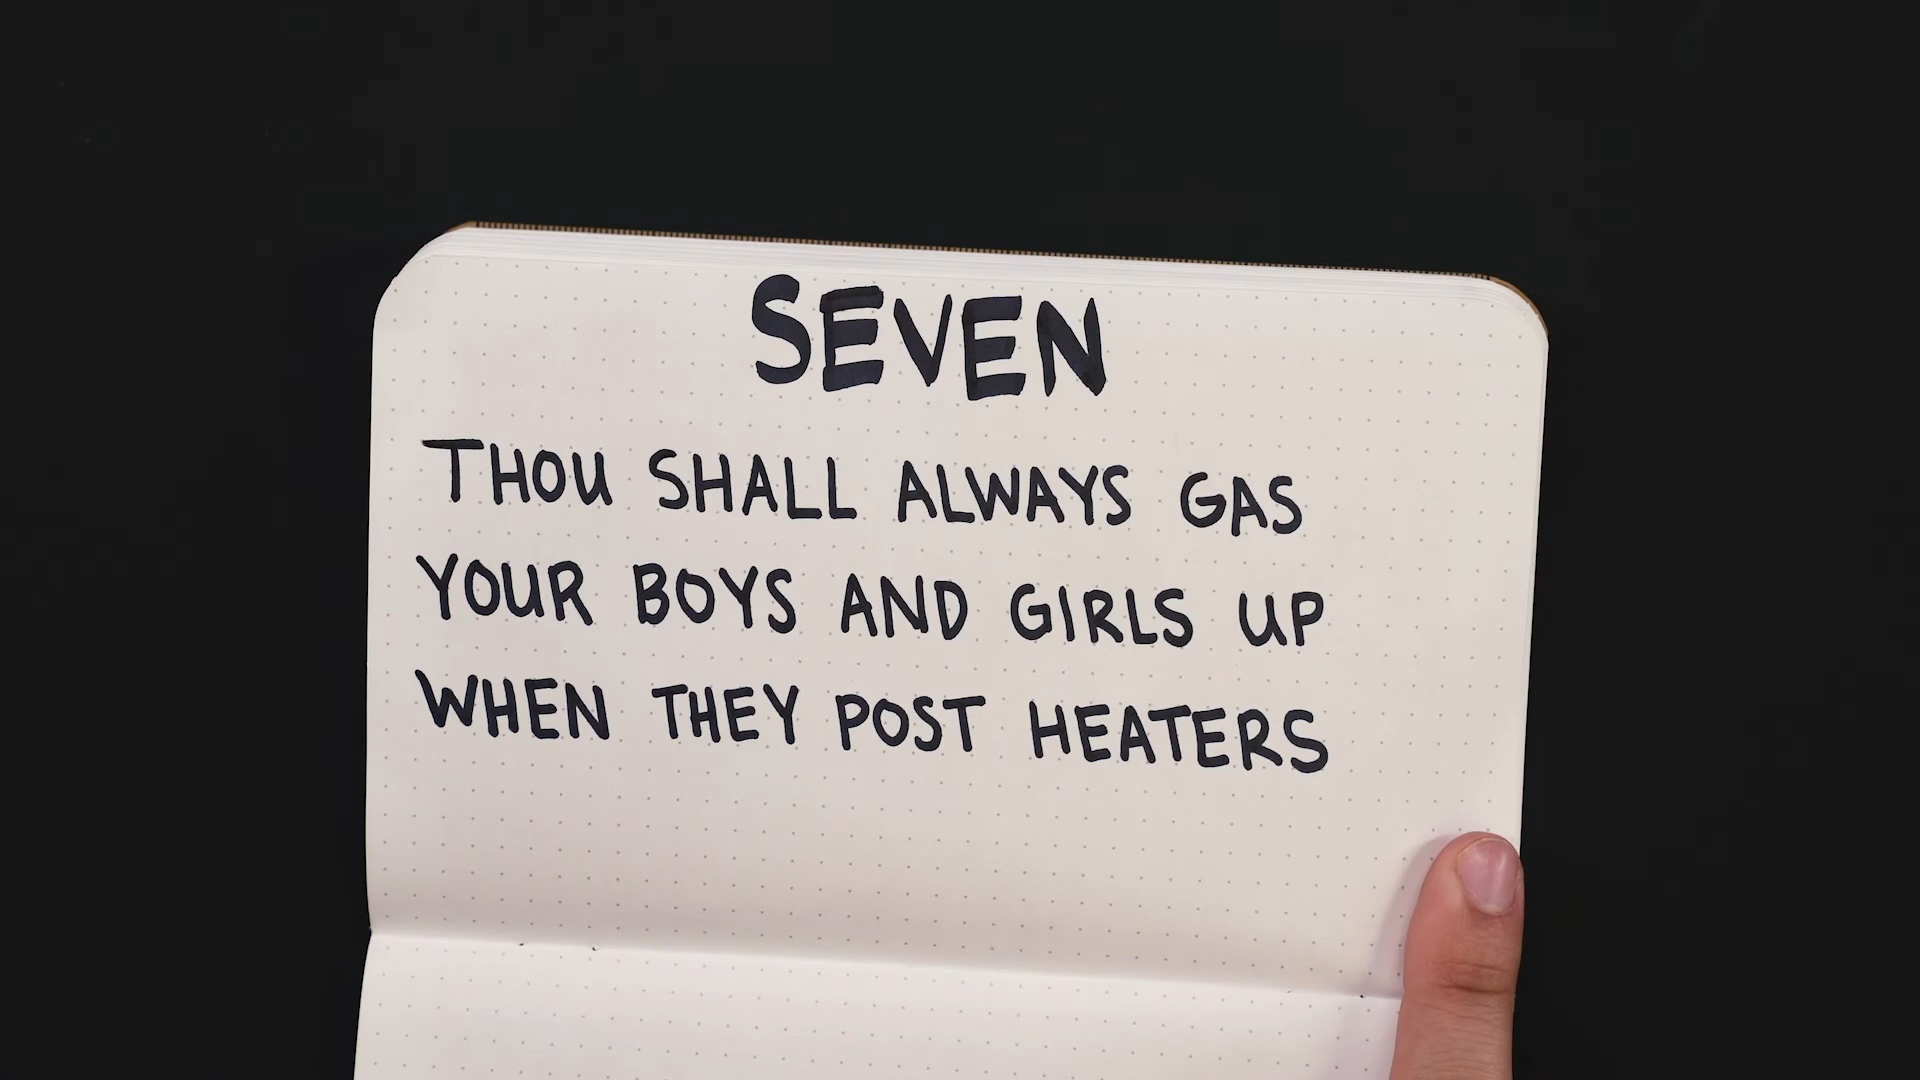 SEVEN
THOU SHALL ALWAYS GAS
YOUR BOYS AND GIRLS UP
WHEN THEY POST HEATERS